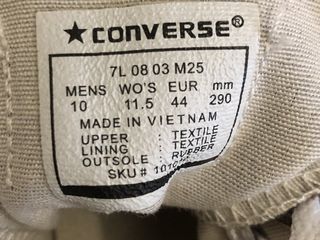 ★CONVERSE®
7L 08 03 M25
MENS WO'S EUR mm
10 11.5 44 290
MADE IN VIETNAM
UPPER : TEXTILE
LINING : TEXTILE
OUTSOLE : RUBBER
SKU #